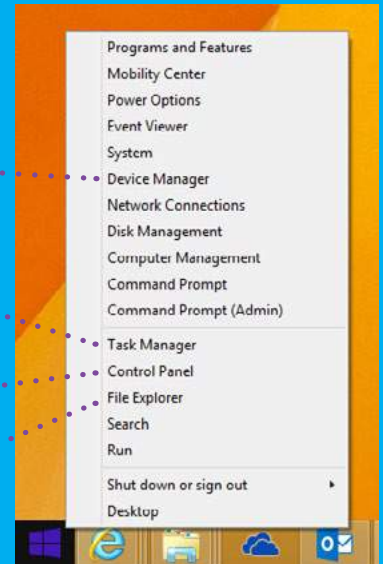 Programs and Features
Mobility Center
Power Options
Event Viewer
System
Device Manager
Network Connections
Disk Management
Computer Management
Command Prompt
Command Prompt (Admin)
Task Manager
Control Panel
File Explorer
Search
Run
Shut down or sign out
Desktop